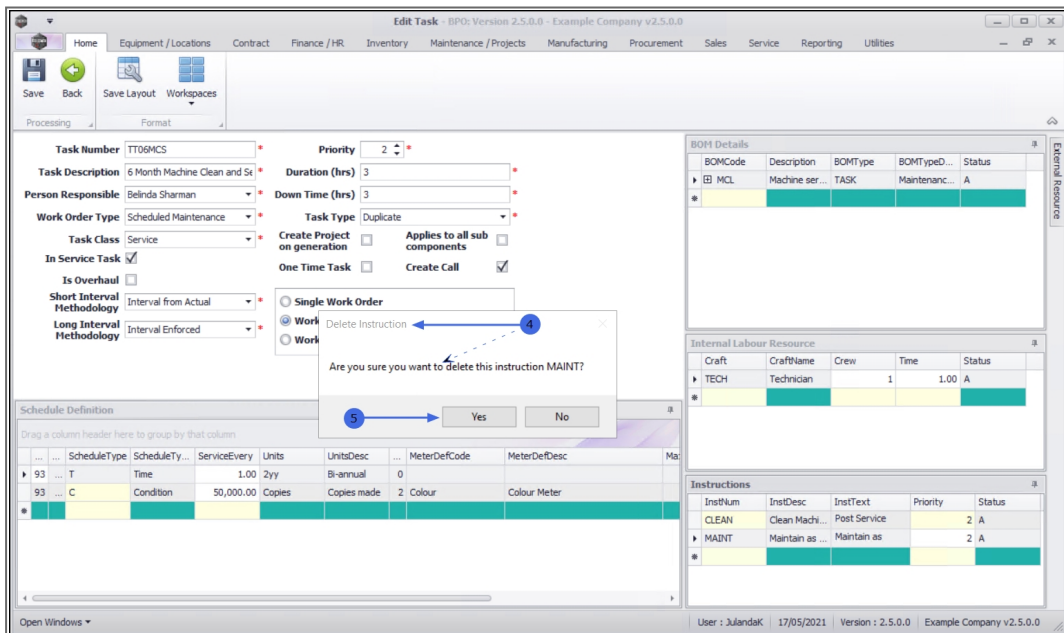 Edit Task - BPO: Version 2.5.0.0 - Example Company v2.5.0.0
Home Equipment / Locations Contract Finance / HR Inventory Maintenance / Projects Manufacturing Procurement Sales Service Reporting Utilities
Save Back Save Layout Workspaces
Processing Format
Task Number TT06MCS *
Task Description 6 Month Machine Clean and Se *
Person Responsible Belinda Sharman *
Work Order Type Scheduled Maintenance *
Task Class Service *
In Service Task
Is Overhaul
Short Interval Methodology Interval from Actual *
Long Interval Methodology Interval Enforced *
Priority 2 *
Duration (hrs) 3 *
Down Time (hrs) 3 *
Task Type Duplicate *
Create Project on generation Applies to all sub components
One Time Task Create Call
Single Work Order
Work
Work
Delete Instruction 4
Are you sure you want to delete this instruction MAINT?
5 Yes No
Schedule Definition
Drag a column header here to group by that column
... ... ScheduleType ScheduleTy... ServiceEvery Units UnitsDesc ... MeterDefCode MeterDefDesc Ma
93 ... T Time 1.00 2yy Bi-annual 0
93 ... C Condition 50,000.00 Copies Copies made 2 Colour Colour Meter
BOM Details
BOMCode Description BOMType BOMTypeD... Status
MCL Machine ser... TASK Maintenanc... A
External Resource
Internal Labour Resource
Craft CraftName Crew Time Status
TECH Technician 1 1.00 A
Instructions
InstNum InstDesc InstText Priority Status
CLEAN Clean Machi... Post Service 2 A
MAINT Maintain as ... Maintain as 2 A
Open Windows User : JulandaK 17/05/2021 Version : 2.5.0.0 Example Company v2.5.0.0